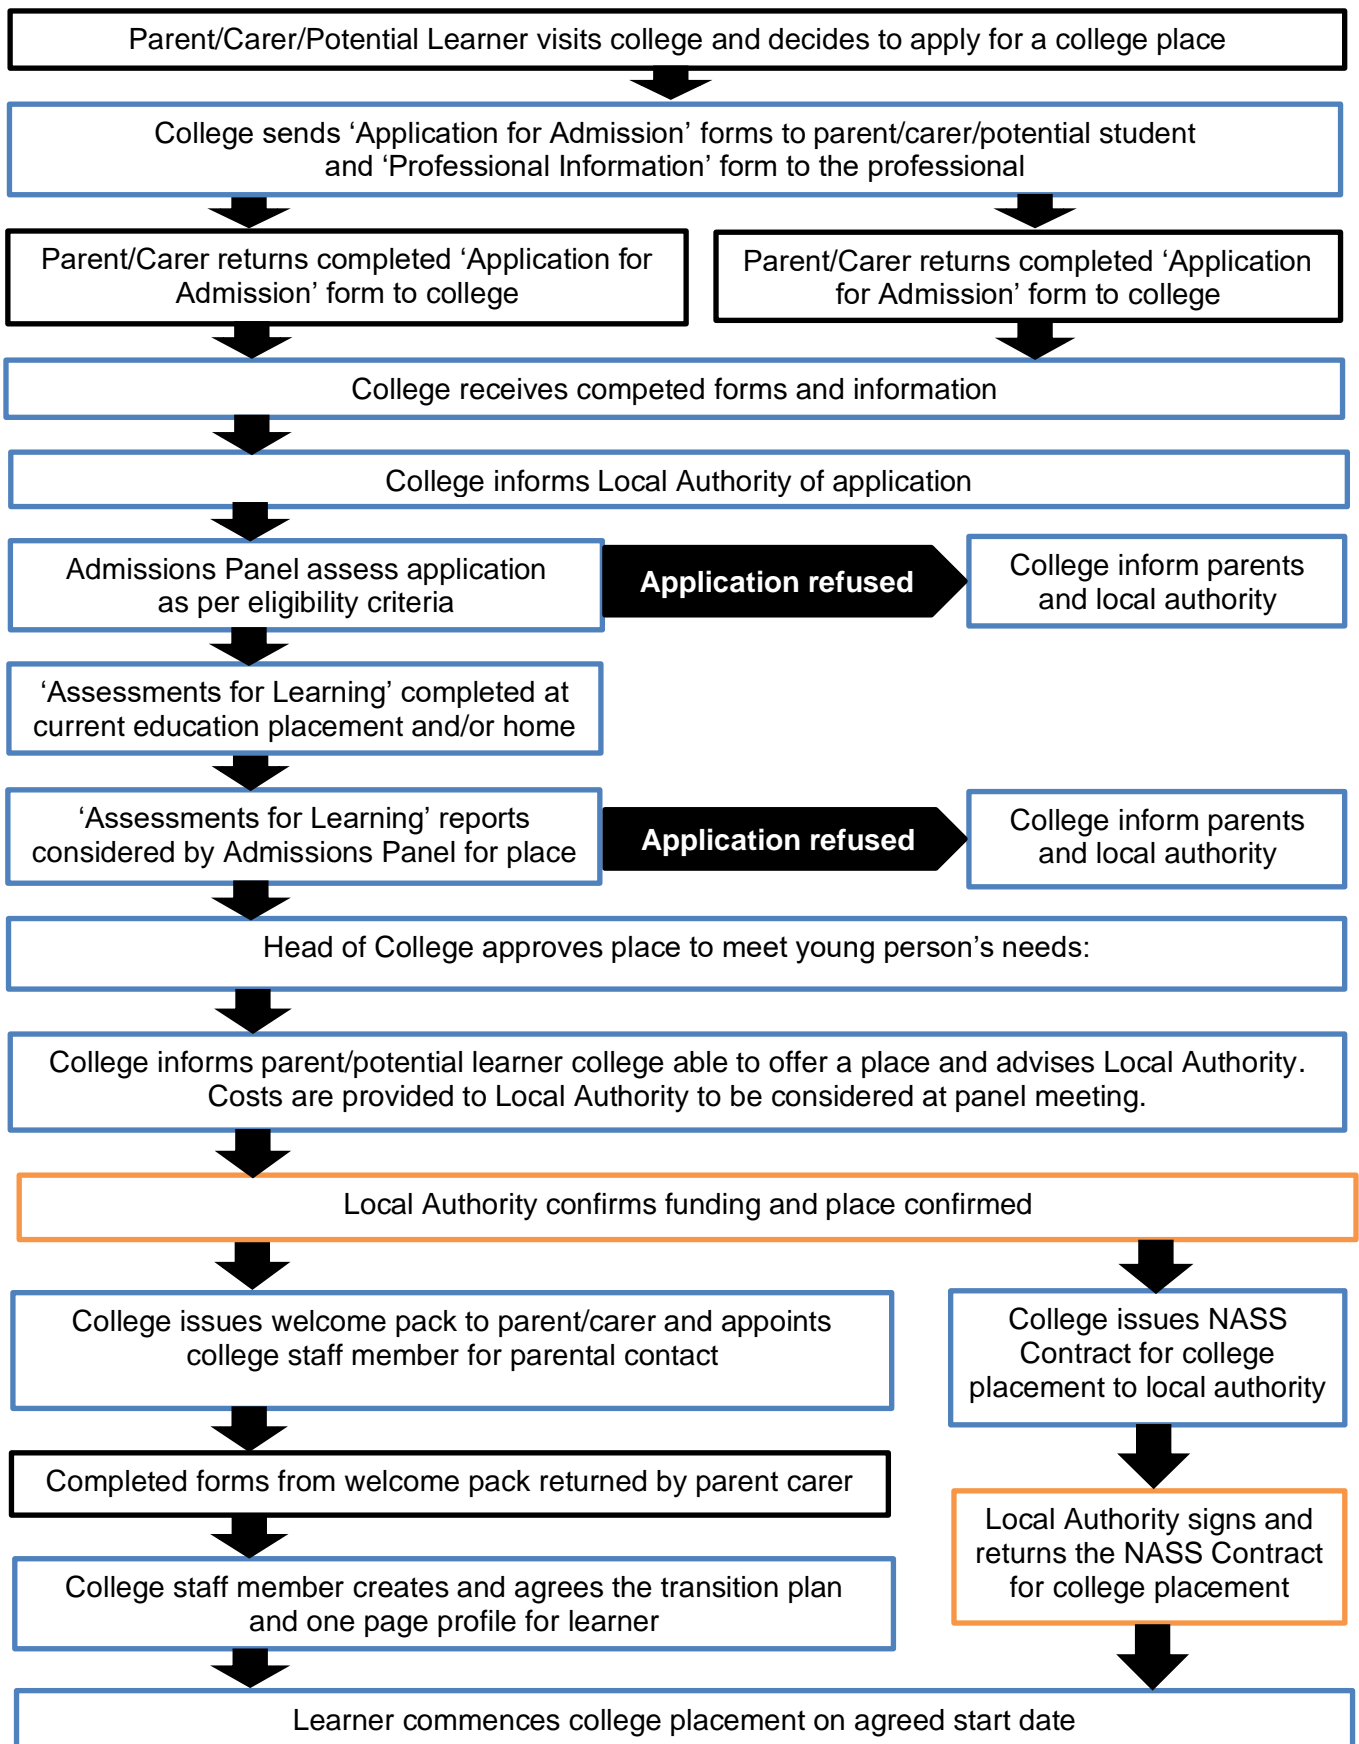 Parent/Carer/Potential Learner visits college and decides to apply for a college place
College sends ‘Application for Admission’ forms to parent/carer/potential student
and ‘Professional Information’ form to the professional
Parent/Carer returns completed ‘Application for
Admission’ form to college
Parent/Carer returns completed ‘Application
for Admission’ form to college
College receives competed forms and information
College informs Local Authority of application
Admissions Panel assess application
as per eligibility criteria
Application refused
College inform parents
and local authority
‘Assessments for Learning’ completed at
current education placement and/or home
‘Assessments for Learning’ reports
considered by Admissions Panel for place
Application refused
College inform parents
and local authority
Head of College approves place to meet young person’s needs:
College informs parent/potential learner college able to offer a place and advises Local Authority.
Costs are provided to Local Authority to be considered at panel meeting.
Local Authority confirms funding and place confirmed
College issues welcome pack to parent/carer and appoints
college staff member for parental contact
College issues NASS
Contract for college
placement to local authority
Completed forms from welcome pack returned by parent carer
Local Authority signs and
returns the NASS Contract
for college placement
College staff member creates and agrees the transition plan
and one page profile for learner
Learner commences college placement on agreed start date